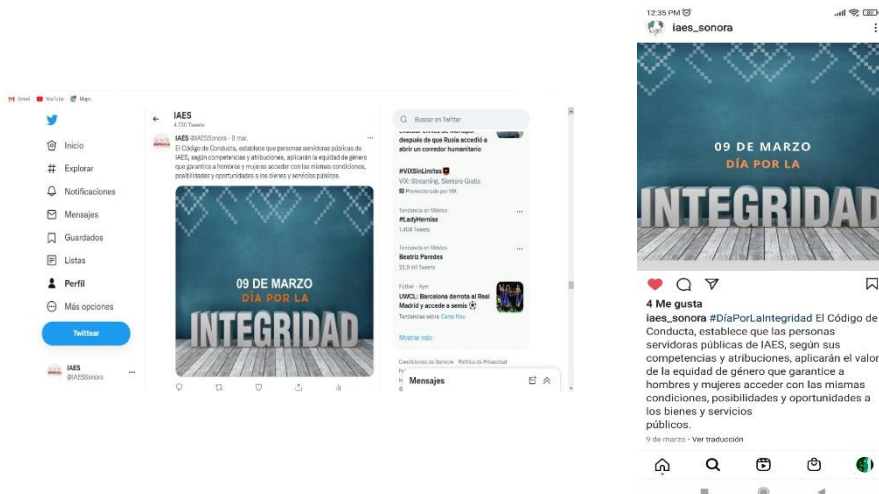 Gmail YouTube Maps
Inicio
Explorar
Notificaciones
Mensajes
Guardados
Listas
Perfil
Más opciones
Twittear
IAES
@IAESSonora
IAES
4,736 Tweets
IAES @IAESSonora · 9 mar.
El Código de Conducta, establece que personas servidoras públicas de
IAES, según competencias y atribuciones, aplicarán la equidad de género
que garantice a hombres y mujeres acceder con las mismas condiciones,
posibilidades y oportunidades a los bienes y servicios públicos.
09 DE MARZO
DÍA POR LA
INTEGRIDAD
Buscar en Twitter
después de que Rusia accedió a
abrir un corredor humanitario
#ViXSinLimites
VIX: Streaming, Siempre Gratis
Promocionado por VIX
Tendencia en México
#LadyHernias
1,408 Tweets
Tendencia en México
Beatriz Paredes
22,9 mil Tweets
Fútbol · Ayer
UWCL: Barcelona derrota al Real
Madrid y accede a semis
Tendencias sobre Camp Nou
Mostrar más
Condiciones de Servicio Política de Privacidad
Mensajes
12:35 PM
iaes_sonora
09 DE MARZO
DÍA POR LA
INTEGRIDAD
4 Me gusta
iaes_sonora #DíaPorLaIntegridad El Código de
Conducta, establece que las personas
servidoras públicas de IAES, según sus
competencias y atribuciones, aplicarán el valor
de la equidad de género que garantice a
hombres y mujeres acceder con las mismas
condiciones, posibilidades y oportunidades a
los bienes y servicios
públicos.
9 de marzo · Ver traducción